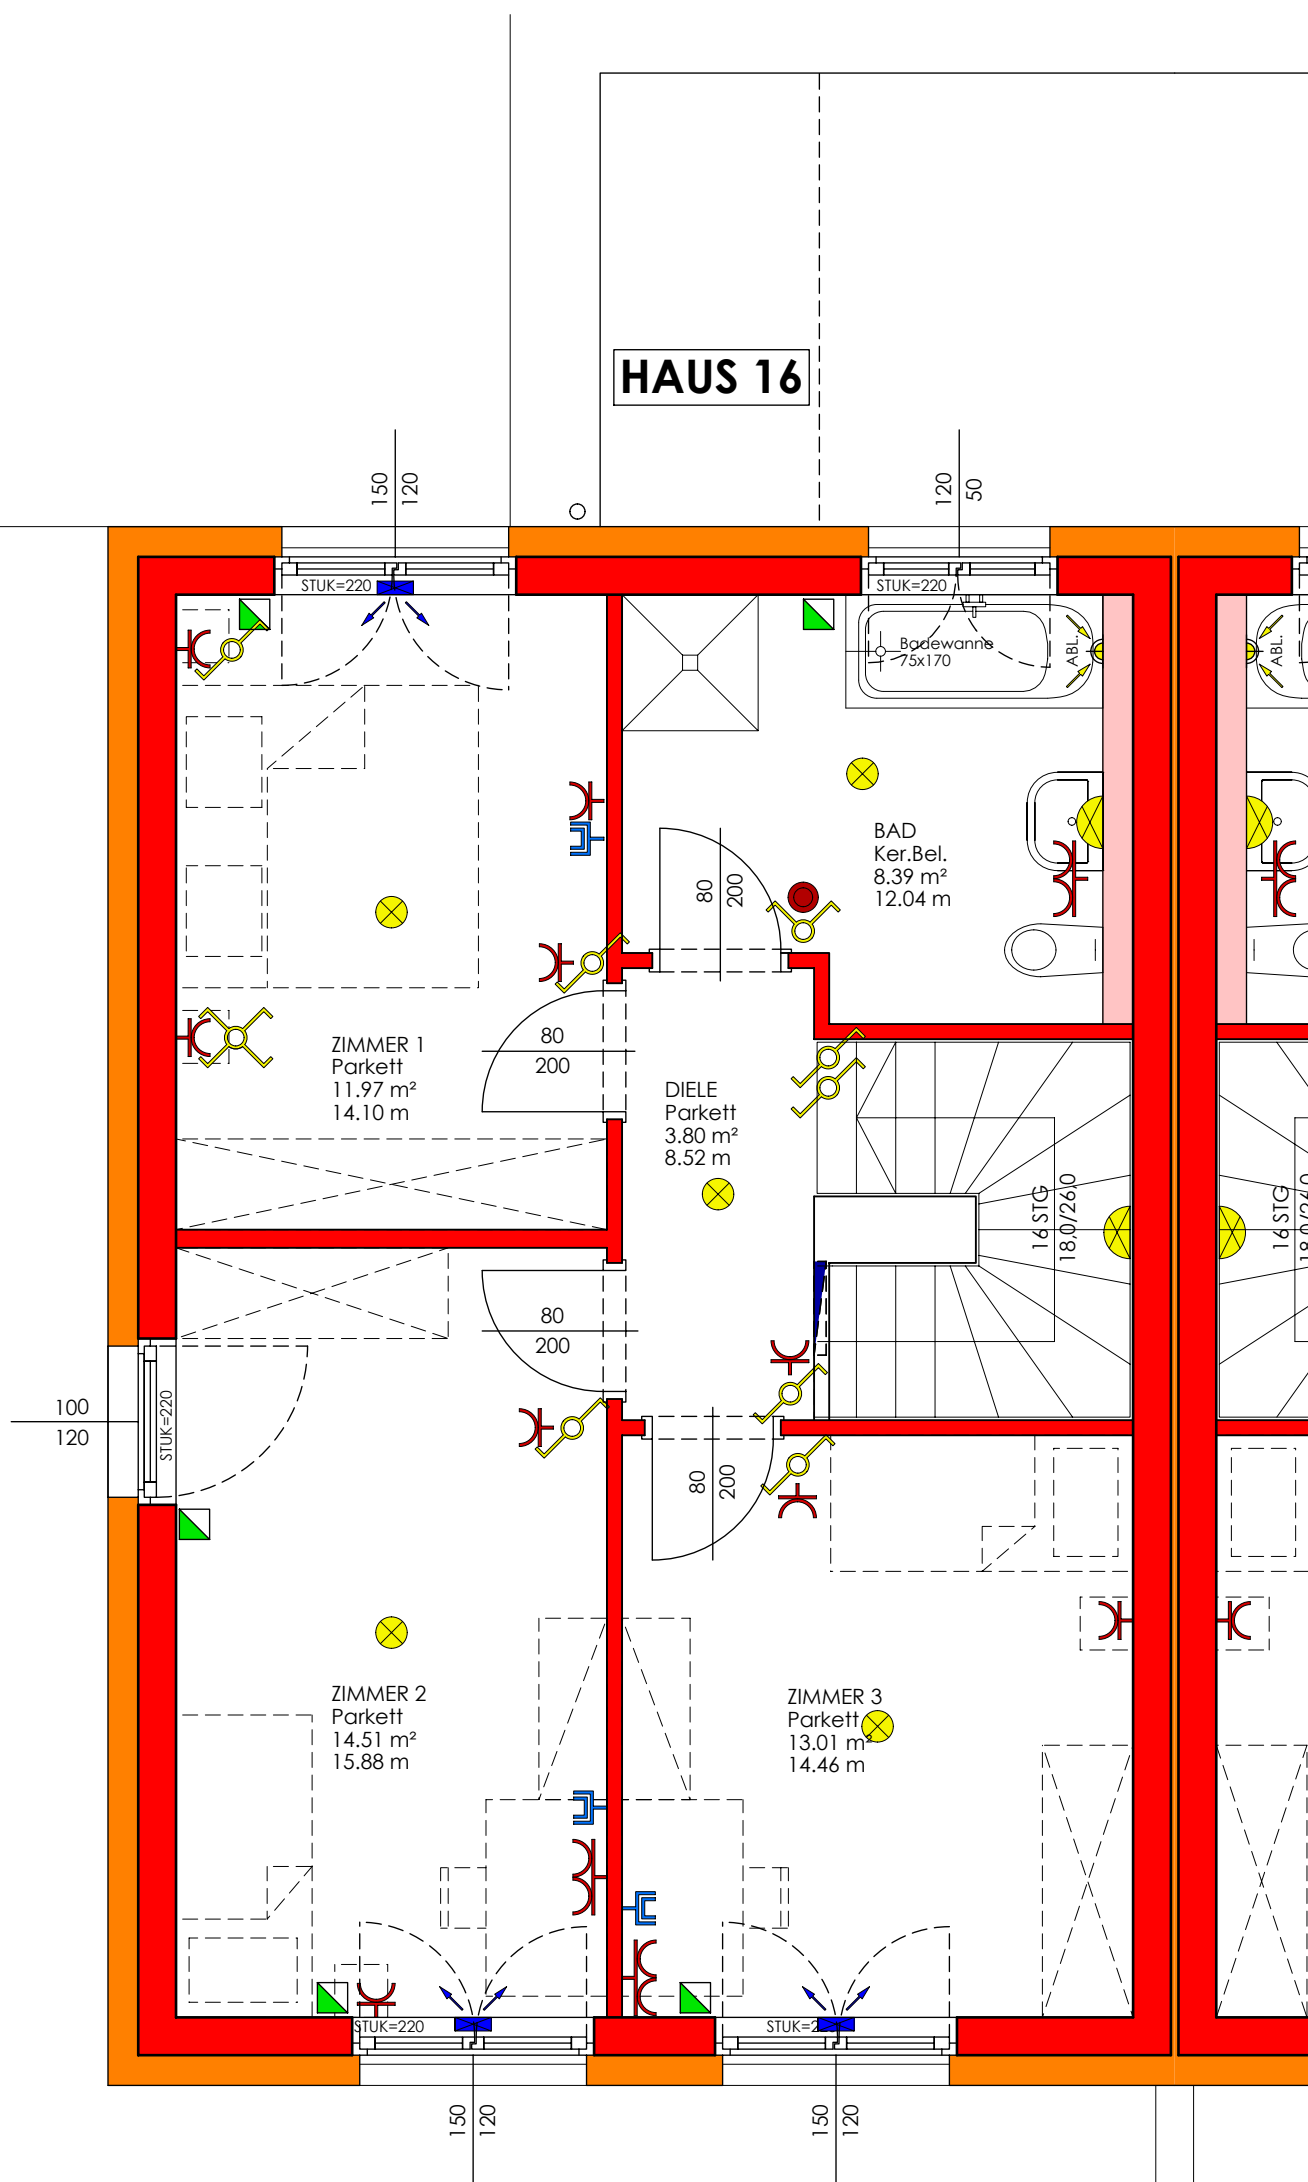 HAUS 16
150
120
120
50
STUK=220
STUK=220
Badewanne
75x170
ABL.
ABL.
BAD
Ker.Bel.
8.39 m²
12.04 m
80
200
ZIMMER 1
Parkett
11.97 m²
14.10 m
80
200
DIELE
Parkett
3.80 m²
8.52 m
16 STG
18,0/26,0
16 STG
80
200
100
120
STUK=220
80
200
ZIMMER 2
Parkett
14.51 m²
15.88 m
ZIMMER 3
Parkett
13.01 m²
14.46 m
STUK=220
150
120
150
120